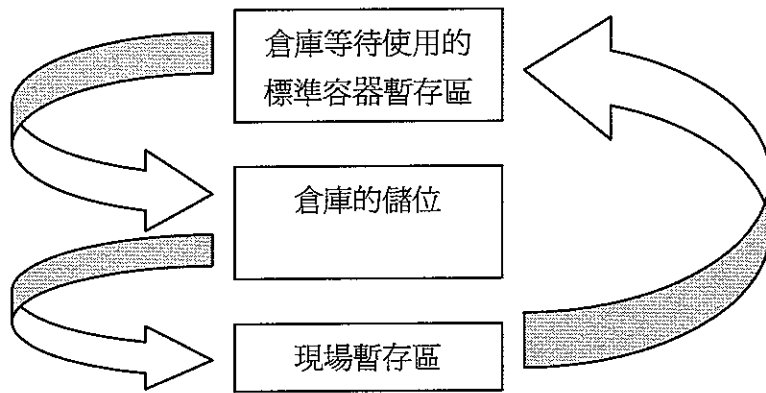 倉庫等待使用的
標準容器暫存區
倉庫的儲位
現場暫存區